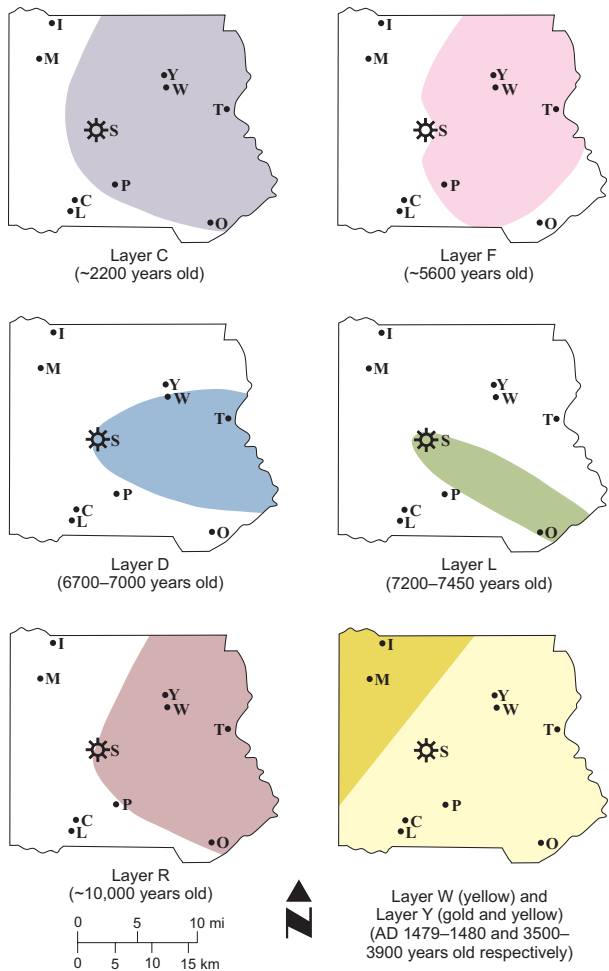 I
M
Y
W
T
S
P
C
L
O
Layer C
(~2200 years old)
I
M
Y
W
T
S
P
C
L
O
Layer F
(~5600 years old)
I
M
Y
W
T
S
P
C
L
O
Layer D
(6700–7000 years old)
I
M
Y
W
T
S
P
C
L
O
Layer L
(7200–7450 years old)
I
M
Y
W
T
S
P
C
L
O
Layer R
(~10,000 years old)
I
M
Y
W
T
S
P
C
L
O
Layer W (yellow) and
Layer Y (gold and yellow)
(AD 1479–1480 and 3500–
3900 years old respectively)
0 5 10 mi
0 5 10 15 km
N